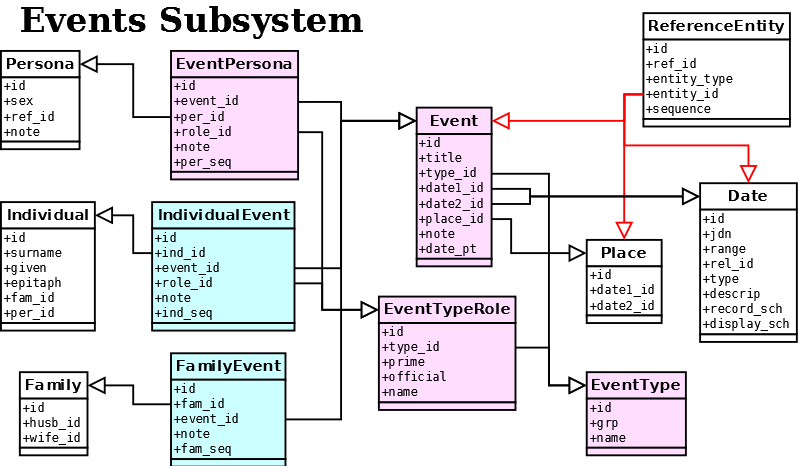 Events Subsystem
ReferenceEntity
+id
+ref_id
+entity_type
+entity_id
+sequence
Persona
+id
+sex
+ref_id
+note
EventPersona
+id
+event_id
+per_id
+role_id
+note
+per_seq
Event
+id
+title
+type_id
+date1_id
+date2_id
+place_id
+note
+date_pt
Date
+id
+jdn
+range
+rel_id
+type
+descrip
+record_sch
+display_sch
Individual
+id
+surname
+given
+epitaph
+fam_id
+per_id
IndividualEvent
+id
+ind_id
+event_id
+role_id
+note
+ind_seq
Place
+id
+date1_id
+date2_id
EventTypeRole
+id
+type_id
+prime
+official
+name
Family
+id
+husb_id
+wife_id
FamilyEvent
+id
+fam_id
+event_id
+note
+fam_seq
EventType
+id
+grp
+name